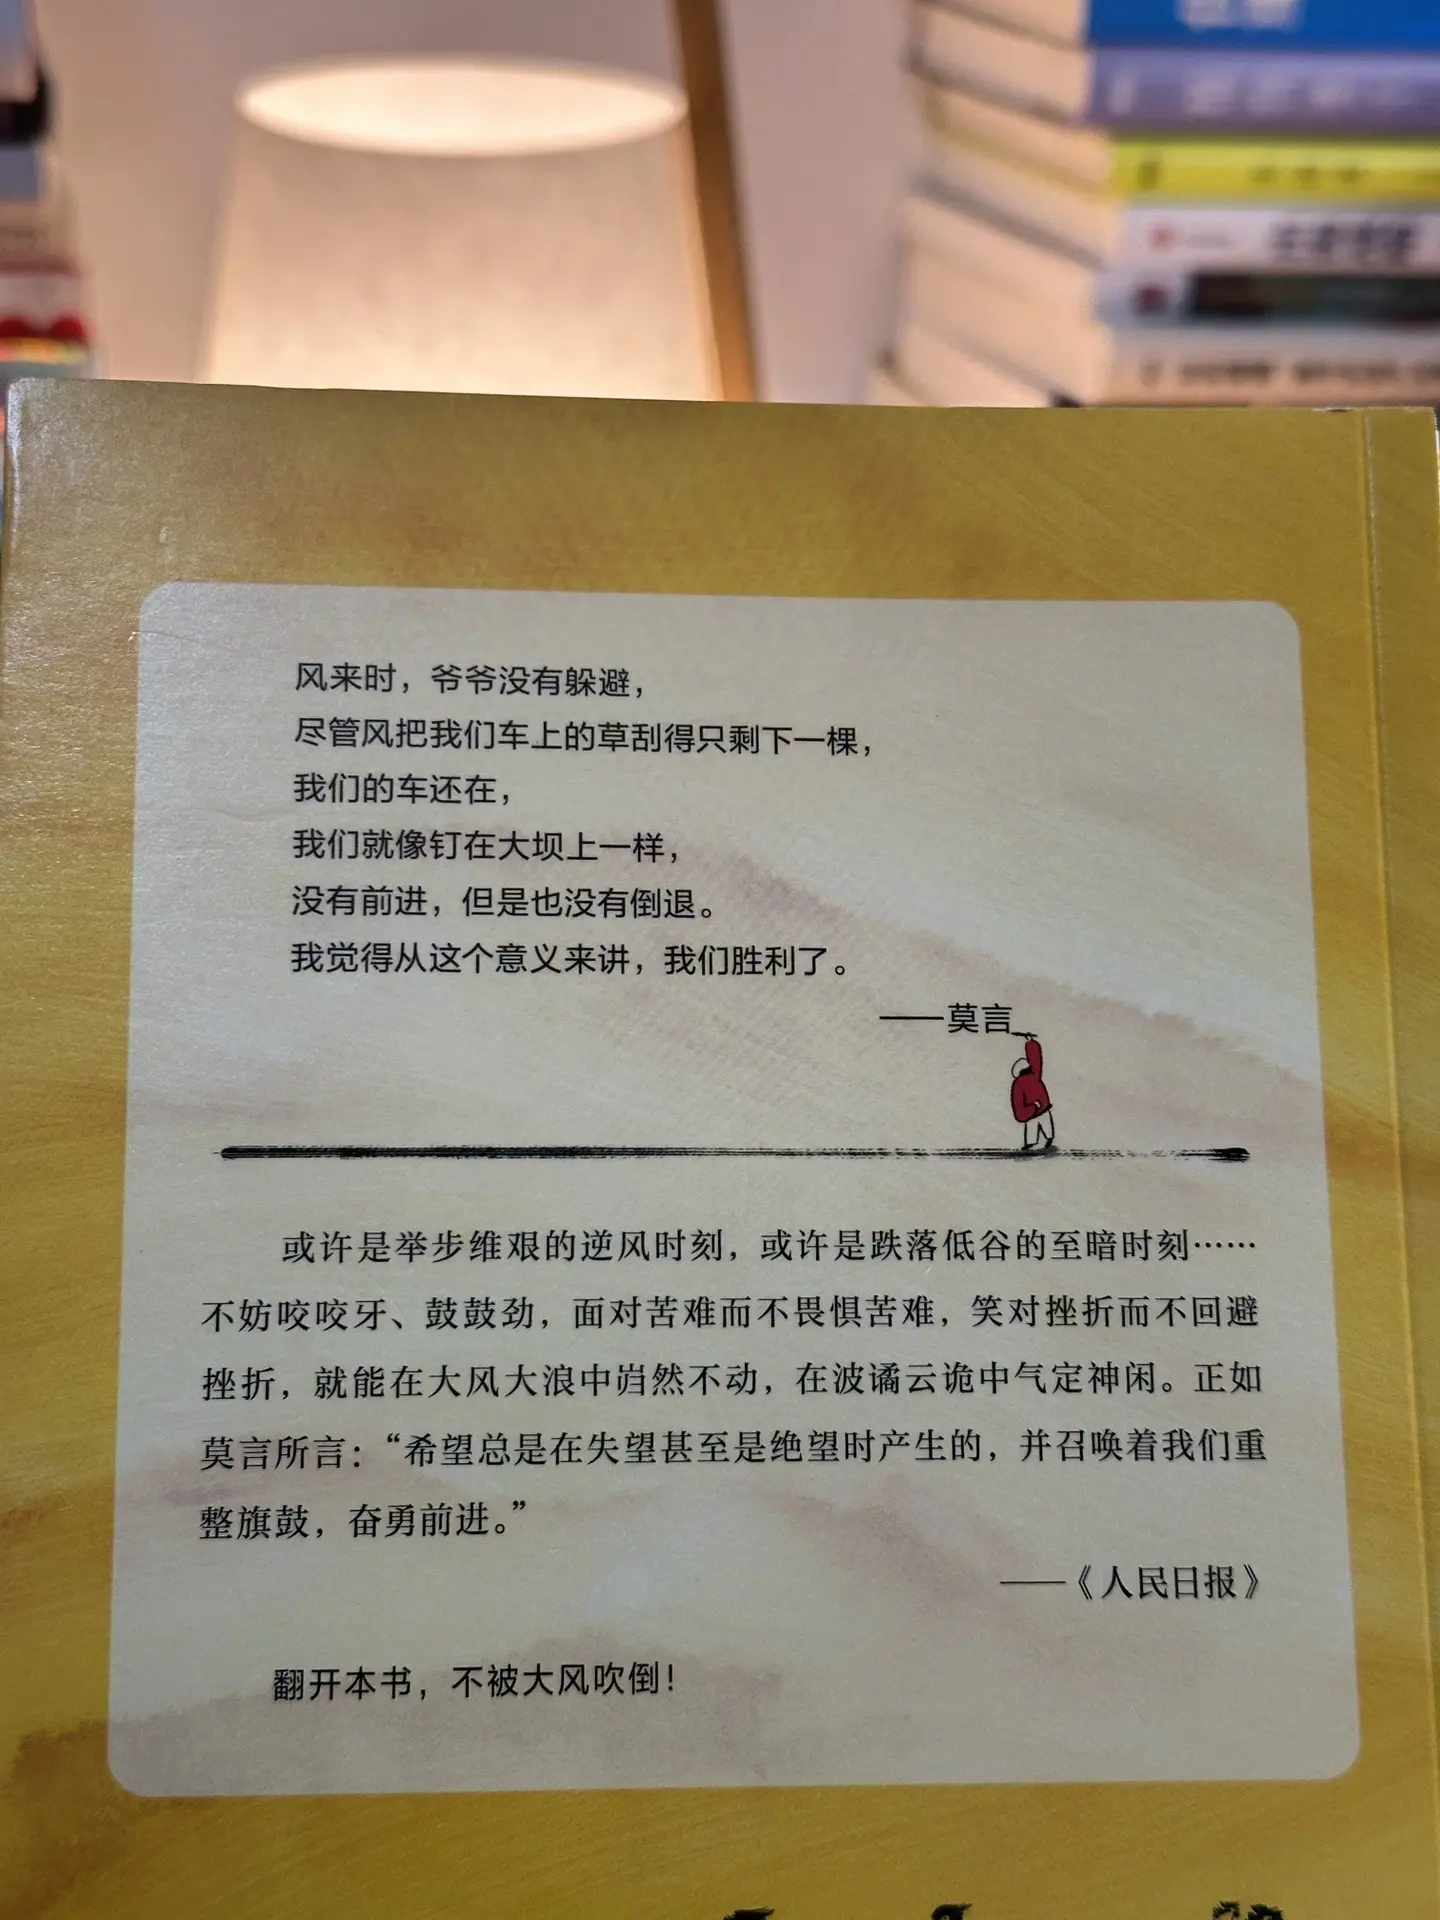 风来时，爷爷没有躲避，
尽管风把我们车上的草刮得只剩下一棵，
我们的车还在，
我们就像钉在大坝上一样，
没有前进，但是也没有倒退。
我觉得从这个意义来讲，我们胜利了。
——莫言
或许是举步维艰的逆风时刻，或许是跌落低谷的至暗时刻……
不妨咬咬牙、鼓鼓劲，面对苦难而不畏惧苦难，笑对挫折而不回避
挫折，就能在大风大浪中岿然不动，在波谲云诡中气定神闲。正如
莫言所言：“希望总是在失望甚至是绝望时产生的，并召唤着我们重
整旗鼓，奋勇前进。”
——《人民日报》
翻开本书，不被大风吹倒！